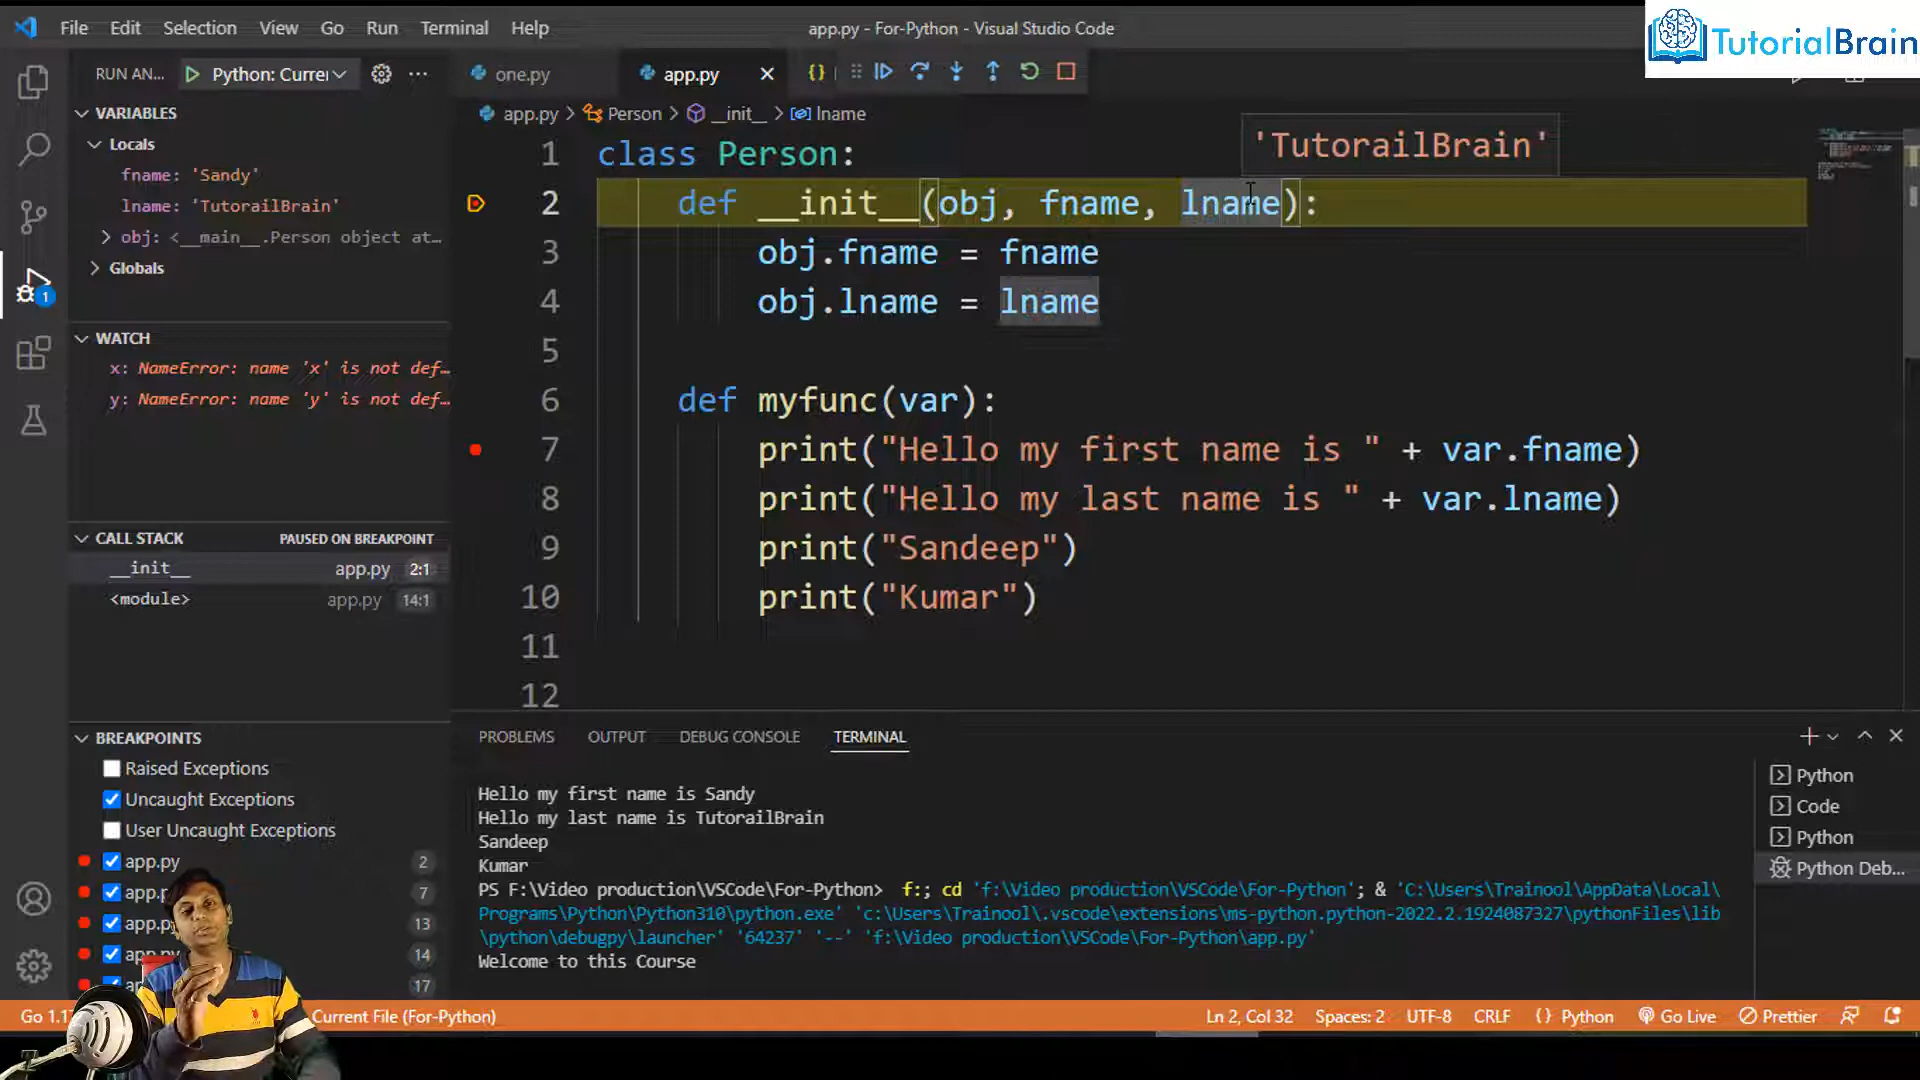 File Edit Selection View Go Run Terminal Help
app.py - For-Python - Visual Studio Code
TutorialBrain
RUN AN...
Python: Curre
one.py
app.py
app.py > Person > __init__ > lname
VARIABLES
Locals
fname: 'Sandy'
lname: 'TutorailBrain'
obj: <__main__.Person object at…
Globals
WATCH
x: NameError: name 'x' is not def…
y: NameError: name 'y' is not def…
CALL STACK PAUSED ON BREAKPOINT
__init__ app.py 2:1
<module> app.py 14:1
BREAKPOINTS
Raised Exceptions
Uncaught Exceptions
User Uncaught Exceptions
app.py 2
app.p 7
app.p 13
app.py 14
17
'TutorailBrain'
1 class Person:
2 def __init__(obj, fname, lname):
3 obj.fname = fname
4 obj.lname = lname
5
6 def myfunc(var):
7 print("Hello my first name is " + var.fname)
8 print("Hello my last name is " + var.lname)
9 print("Sandeep")
10 print("Kumar")
11
12
PROBLEMS OUTPUT DEBUG CONSOLE TERMINAL
Hello my first name is Sandy
Hello my last name is TutorailBrain
Sandeep
Kumar
PS F:\Video production\VSCode\For-Python> f:; cd 'f:\Video production\VSCode\For-Python'; & 'C:\Users\Trainool\AppData\Local\
Programs\Python\Python310\python.exe' 'c:\Users\Trainool\.vscode\extensions\ms-python.python-2022.2.1924087327\pythonFiles\lib
\python\debugpy\launcher' '64237' '--' 'f:\Video production\VSCode\For-Python\app.py'
Welcome to this Course
Python
Code
Python
Python Deb...
1
Go 1.1
Current File (For-Python)
Ln 2, Col 32 Spaces: 2 UTF-8 CRLF {} Python Go Live Prettier